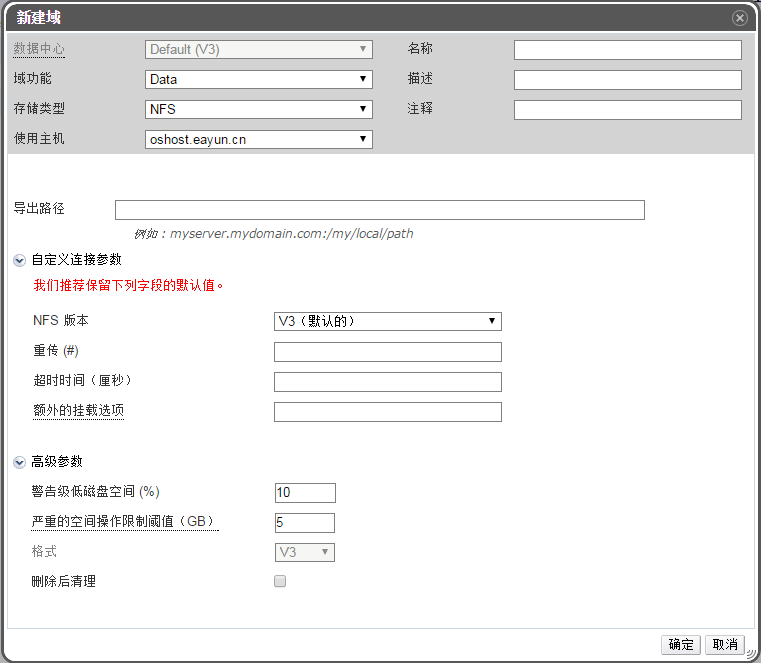 新建域
数据中心 Default (V3) 名称
域功能 Data 描述
存储类型 NFS 注释
使用主机 oshost.eayun.cn
导出路径
例如：myserver.mydomain.com:/my/local/path
自定义连接参数
我们推荐保留下列字段的默认值。
NFS 版本 V3（默认的）
重传 (#)
超时时间（厘秒）
额外的挂载选项
高级参数
警告级低磁盘空间 (%) 10
严重的空间操作限制阈值（GB） 5
格式 V3
删除后清理
确定 取消